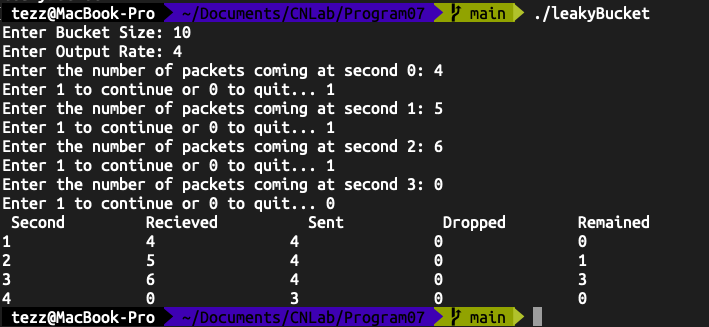 tezz@MacBook-Pro ~/Documents/CNLab/Program07 main ./leakyBucket
Enter Bucket Size: 10
Enter Output Rate: 4
Enter the number of packets coming at second 0: 4
Enter 1 to continue or 0 to quit... 1
Enter the number of packets coming at second 1: 5
Enter 1 to continue or 0 to quit... 1
Enter the number of packets coming at second 2: 6
Enter 1 to continue or 0 to quit... 1
Enter the number of packets coming at second 3: 0
Enter 1 to continue or 0 to quit... 0
Second Recieved Sent Dropped Remained
1 4 4 0 0
2 5 4 0 1
3 6 4 0 3
4 0 3 0 0
tezz@MacBook-Pro ~/Documents/CNLab/Program07 main